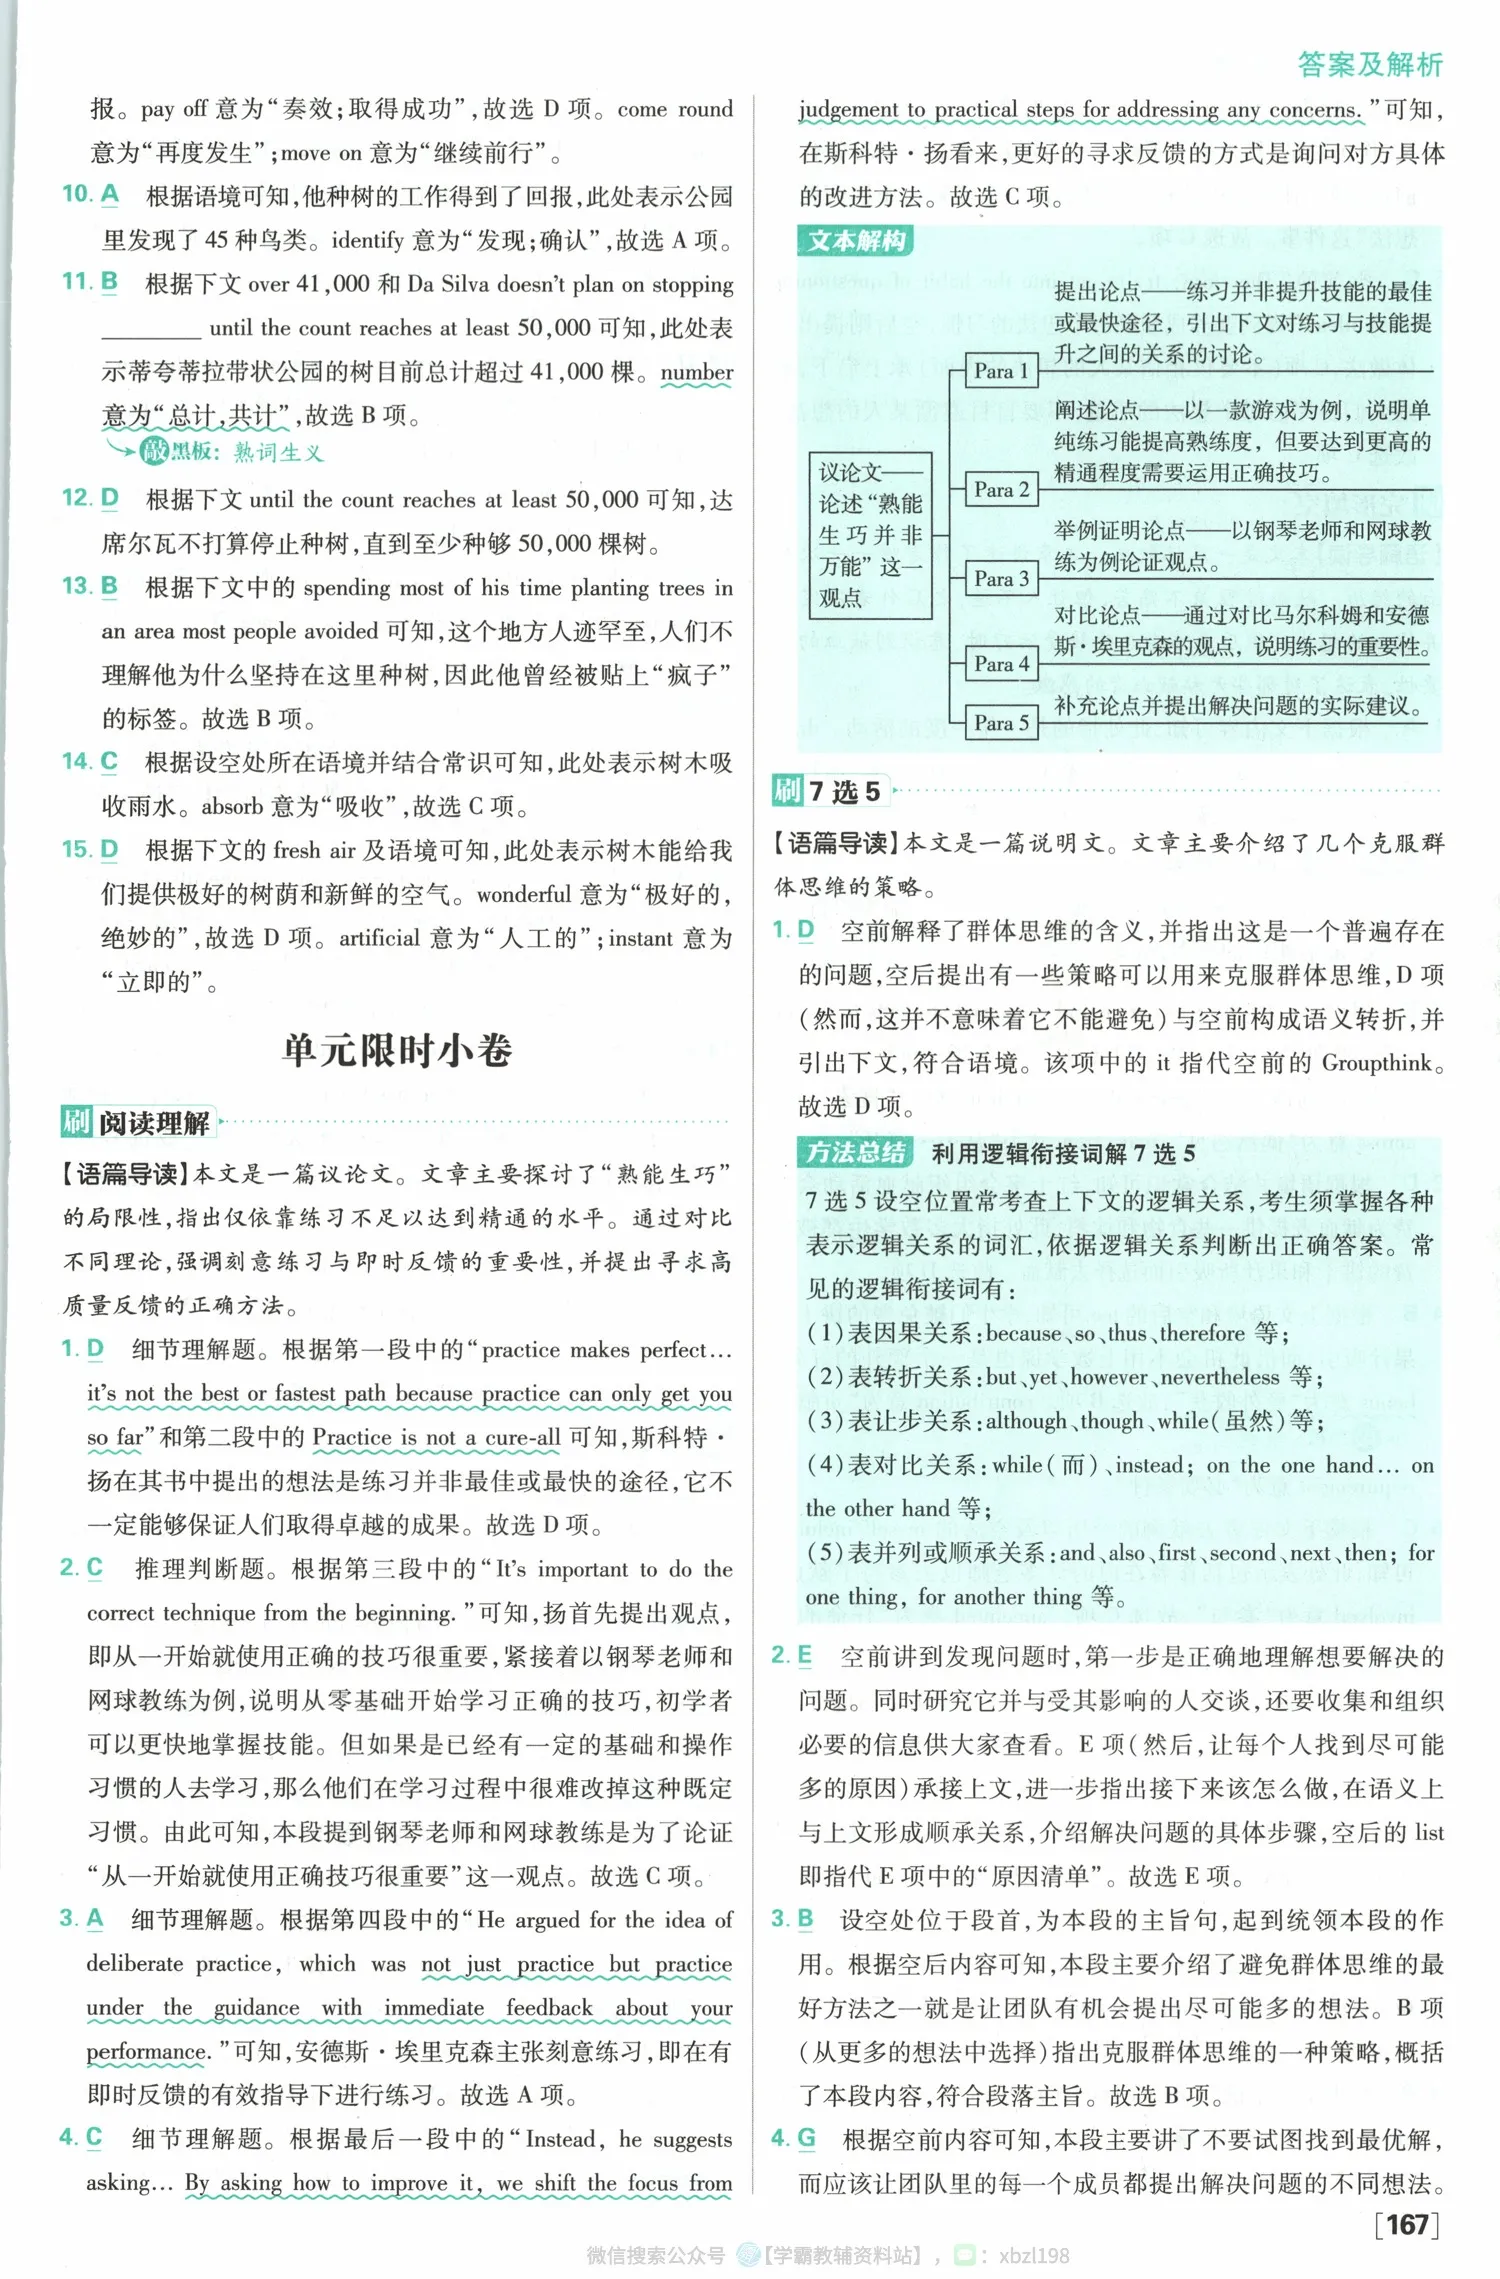 答案及解析
报。pay off 意为“奏效;取得成功”,故选 D 项。come round
意为“再度发生”;move on 意为“继续前行”。
10. A 根据语境可知,他种树的工作得到了回报,此处表示公园
里发现了 45 种鸟类。identify 意为“发现;确认”,故选 A 项。
11. B 根据下文 over 41,000 和 Da Silva doesn't plan on stopping
________ until the count reaches at least 50,000 可知,此处表
示蒂夸蒂拉带状公园的树目前总计超过 41,000 棵。number
意为“总计,共计”,故选 B 项。
敲黑板：熟词生义
12. D 根据下文 until the count reaches at least 50,000 可知,达
席尔瓦不打算停止种树,直到至少种够 50,000 棵树。
13. B 根据下文中的 spending most of his time planting trees in
an area most people avoided 可知,这个地方人迹罕至,人们不
理解他为什么坚持在这里种树,因此他曾经被贴上“疯子”
的标签。故选 B 项。
14. C 根据设空处所在语境并结合常识可知,此处表示树木吸
收雨水。absorb 意为“吸收”,故选 C 项。
15. D 根据下文的 fresh air 及语境可知,此处表示树木能给我
们提供极好的树荫和新鲜的空气。wonderful 意为“极好的,
绝妙的”,故选 D 项。artificial 意为“人工的”;instant 意为
“立即的”。
单元限时小卷
刷 阅读理解
【语篇导读】本文是一篇议论文。文章主要探讨了“熟能生巧”
的局限性,指出仅依靠练习不足以达到精通的水平。通过对比
不同理论,强调刻意练习与即时反馈的重要性,并提出寻求高
质量反馈的正确方法。
1. D 细节理解题。根据第一段中的“practice makes perfect...
it's not the best or fastest path because practice can only get you
so far”和第二段中的 Practice is not a cure-all 可知,斯科特·
扬在其书中提出的想法是练习并非最佳或最快的途径,它不
一定能够保证人们取得卓越的成果。故选 D 项。
2. C 推理判断题。根据第三段中的“It's important to do the
correct technique from the beginning.”可知,扬首先提出观点,
即从一开始就使用正确的技巧很重要,紧接着以钢琴老师和
网球教练为例,说明从零基础开始学习正确的技巧,初学者
可以更快地掌握技能。但如果是已经有一定的基础和操作
习惯的人去学习,那么他们在学习过程中很难改掉这种既定
习惯。由此可知,本段提到钢琴老师和网球教练是为了论证
“从一开始就使用正确技巧很重要”这一观点。故选 C 项。
3. A 细节理解题。根据第四段中的“He argued for the idea of
deliberate practice, which was not just practice but practice
under the guidance with immediate feedback about your
performance.”可知,安德斯·埃里克森主张刻意练习,即在有
即时反馈的有效指导下进行练习。故选 A 项。
4. C 细节理解题。根据最后一段中的“Instead, he suggests
asking... By asking how to improve it, we shift the focus from
judgement to practical steps for addressing any concerns.”可知,
在斯科特·扬看来,更好的寻求反馈的方式是询问对方具体
的改进方法。故选 C 项。
文本解构
议论文——
论述“熟能
生巧并非
万能”这一
观点
Para 1
提出论点——练习并非提升技能的最佳
或最快途径，引出下文对练习与技能提
升之间的关系的讨论。
Para 2
阐述论点——以一款游戏为例，说明单
纯练习能提高熟练度，但要达到更高的
精通程度需要运用正确技巧。
Para 3
举例证明论点——以钢琴老师和网球教
练为例论证观点。
Para 4
对比论点——通过对比马尔科姆和安德
斯·埃里克森的观点，说明练习的重要性。
Para 5
补充论点并提出解决问题的实际建议。
刷 7 选 5
【语篇导读】本文是一篇说明文。文章主要介绍了几个克服群
体思维的策略。
1. D 空前解释了群体思维的含义,并指出这是一个普遍存在
的问题,空后提出有一些策略可以用来克服群体思维,D 项
(然而,这并不意味着它不能避免)与空前构成语义转折,并
引出下文,符合语境。该项中的 it 指代空前的 Groupthink。
故选 D 项。
方法总结 利用逻辑衔接词解 7 选 5
7 选 5 设空位置常考查上下文的逻辑关系,考生须掌握各种
表示逻辑关系的词汇,依据逻辑关系判断出正确答案。常
见的逻辑衔接词有:
(1)表因果关系:because、so、thus、therefore 等;
(2)表转折关系:but、yet、however、nevertheless 等;
(3)表让步关系:although、though、while(虽然)等;
(4)表对比关系:while(而)、instead; on the one hand... on
the other hand 等;
(5)表并列或顺承关系:and、also、first、second、next、then; for
one thing, for another thing 等。
2. E 空前讲到发现问题时,第一步是正确地理解想要解决的
问题。同时研究它并与受其影响的人交谈,还要收集和组织
必要的信息供大家查看。E 项(然后,让每个人找到尽可能
多的原因)承接上文,进一步指出接下来该怎么做,在语义上
与上文形成顺承关系,介绍解决问题的具体步骤,空后的 list
即指代 E 项中的“原因清单”。故选 E 项。
3. B 设空处位于段首,为本段的主旨句,起到统领本段的作
用。根据空后内容可知,本段主要介绍了避免群体思维的最
好方法之一就是让团队有机会提出尽可能多的想法。B 项
(从更多的想法中选择)指出克服群体思维的一种策略,概括
了本段内容,符合段落主旨。故选 B 项。
4. G 根据空前内容可知,本段主要讲了不要试图找到最优解,
而应该让团队里的每一个成员都提出解决问题的不同想法。
[167]
微信搜索公众号【学霸教辅资料站】，：xbzl198